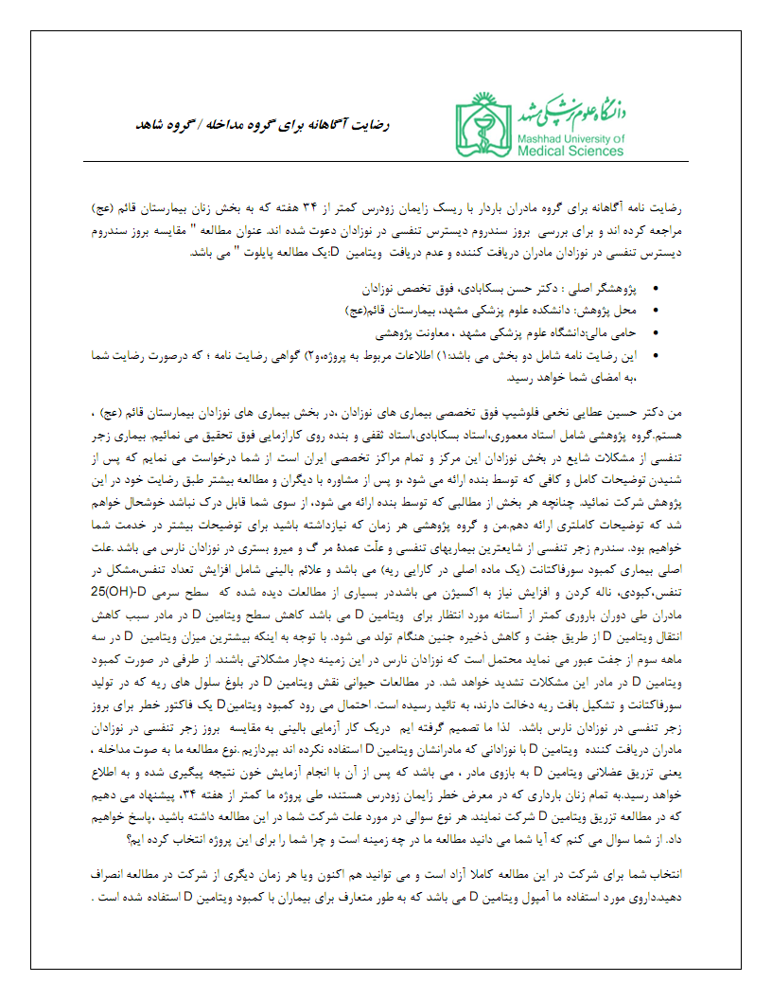 دانشگاه علوم پزشکی مشهد
Mashhad University of
Medical Sciences
رضایت آگاهانه برای گروه مداخله / گروه شاهد
رضایت نامه آگاهانه برای گروه مادران باردار با ریسک زایمان زودرس کمتر از ۳۴ هفته که به بخش زنان بیمارستان قائم (عج)
مراجعه کرده اند و برای بررسی بروز سندروم دیسترس تنفسی در نوزادان دعوت شده اند. عنوان مطالعه " مقایسه بروز سندروم
دیسترس تنفسی در نوزادان مادران دریافت کننده و عدم دریافت ویتامین D:یک مطالعه پایلوت " می باشد.
• پژوهشگر اصلی : دکتر حسن بسکابادی، فوق تخصص نوزادان
• محل پژوهش: دانشکده علوم پزشکی مشهد، بیمارستان قائم(عج)
• حامی مالی:دانشگاه علوم پزشکی مشهد ، معاونت پژوهشی
• این رضایت نامه شامل دو بخش می باشد:۱) اطلاعات مربوط به پروژه،و۲) گواهی رضایت نامه ؛ که درصورت رضایت شما
،به امضای شما خواهد رسید.
من دکتر حسین عطایی نخعی فلوشیپ فوق تخصصی بیماری های نوزادان ،در بخش بیماری های نوزادان بیمارستان قائم (عج) ،
هستم.گروه پژوهشی شامل استاد معموری،استاد بسکابادی،استاد ثقفی و بنده روی کارازمایی فوق تحقیق می نمائیم. بیماری زجر
تنفسی از مشکلات شایع در بخش نوزادان این مرکز و تمام مراکز تخصصی ایران است. از شما درخواست می نمایم که پس از
شنیدن توضیحات کامل و کافی که توسط بنده ارائه می شود ،و پس از مشاوره با دیگران و مطالعه بیشتر طبق رضایت خود در این
پژوهش شرکت نمائید. چنانچه هر بخش از مطالبی که توسط بنده ارائه می شود، از سوی شما قابل درک نباشد خوشحال خواهم
شد که توضیحات کاملتری ارائه دهم.من و گروه پژوهشی هر زمان که نیازداشته باشید برای توضیحات بیشتر در خدمت شما
خواهیم بود. سندرم زجر تنفسی از شایعترین بیماریهای تنفسی و علّت عمدهٔ مر گ و میرو بستری در نوزادان نارس می باشد .علت
اصلی بیماری کمبود سورفاکتانت (یک ماده اصلی در کارایی ریه) می باشد و علائم بالینی شامل افزایش تعداد تنفس،مشکل در
تنفس،کبودی، ناله کردن و افزایش نیاز به اکسیژن می باشد.در بسیاری از مطالعات دیده شده که سطح سرمی 25(OH)-D
مادران طی دوران باروری کمتر از آستانه مورد انتظار برای ویتامین D می باشد. کاهش سطح ویتامین D در مادر سبب کاهش
انتقال ویتامین D از طریق جفت و کاهش ذخیره جنین هنگام تولد می شود. با توجه به اینکه بیشترین میزان ویتامین D در سه
ماهه سوم از جفت عبور می نماید محتمل است که نوزادان نارس در این زمینه دچار مشکلاتی باشند. از طرفی در صورت کمبود
ویتامین D در مادر این مشکلات تشدید خواهد شد. در مطالعات حیوانی نقش ویتامین D در بلوغ سلول های ریه که در تولید
سورفاکتانت و تشکیل بافت ریه دخالت دارند، به تائید رسیده است. احتمال می رود کمبود ویتامینD یک فاکتور خطر برای بروز
زجر تنفسی در نوزادان نارس باشد. لذا ما تصمیم گرفته ایم دریک کار آزمایی بالینی به مقایسه بروز زجر تنفسی در نوزادان
مادران دریافت کننده ویتامین D با نوزادانی که مادرانشان ویتامین D استفاده نکرده اند بپردازیم .نوع مطالعه ما به صوت مداخله ،
یعنی تزریق عضلانی ویتامین D به بازوی مادر ، می باشد که پس از آن با انجام آزمایش خون نتیجه پیگیری شده و به اطلاع
خواهد رسید.به تمام زنان بارداری که در معرض خطر زایمان زودرس هستند، طی پروژه ما کمتر از هفته ۳۴، پیشنهاد می دهیم
که در مطالعه تزریق ویتامین D شرکت نمایند. هر نوع سوالی در مورد علت شرکت شما در این مطالعه داشته باشید ،پاسخ خواهیم
داد. از شما سوال می کنم که آیا شما می دانید مطالعه ما در چه زمینه است و چرا شما را برای این پروژه انتخاب کرده ایم؟
انتخاب شما برای شرکت در این مطالعه کاملا آزاد است و می توانید هم اکنون ویا هر زمان دیگری از شرکت در مطالعه انصراف
دهید.داروی مورد استفاده ما آمپول ویتامین D می باشد که به طور متعارف برای بیماران با کمبود ویتامین D استفاده شده است .